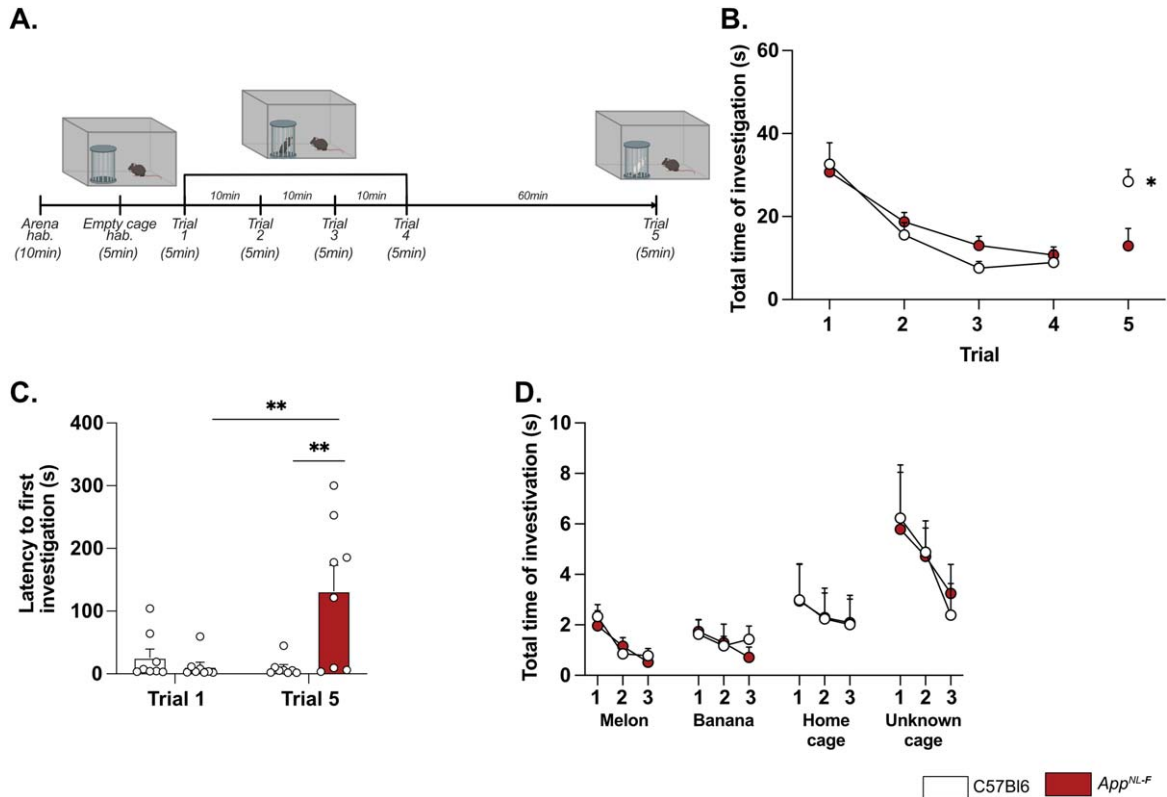 A.
10min
10min
10min
60min
Arena
hab.
(10min)
Empty cage
hab.
(5min)
Trial
1
(5min)
Trial
2
(5min)
Trial
3
(5min)
Trial
4
(5min)
Trial
5
(5min)
B.
Total time of investigation (s)
60
40
20
0
*
1 2 3 4 5
Trial
C.
Latency to first
investigation (s)
400
300
200
100
0
**
**
Trial 1 Trial 5
D.
Total time of investivation (s)
10
8
6
4
2
0
1 2 3 1 2 3 1 2 3 1 2 3
Melon
Banana
Home
cage
Unknown
cage
C57Bl6
App^NL-F